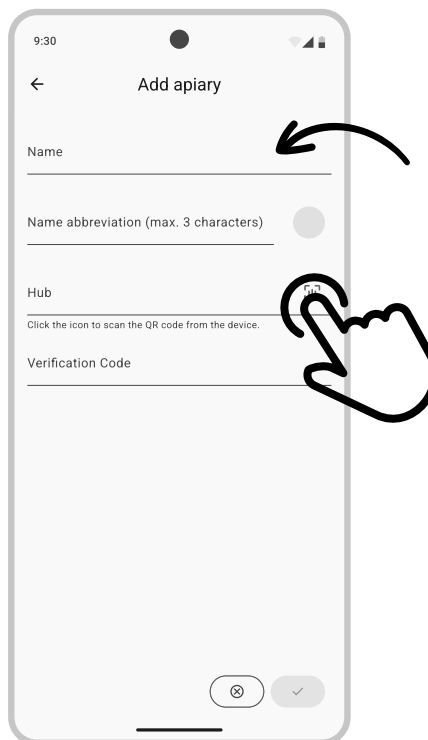 9:30
Add apiary
Name
Name abbreviation (max. 3 characters)
Hub
Click the icon to scan the QR code from the device.
Verification Code